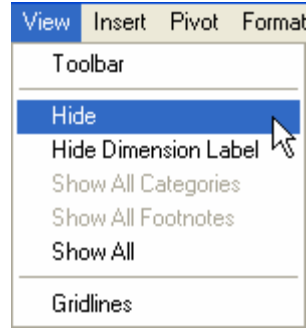 View Insert Pivot Format
Toolbar
Hide
Hide Dimension Label
Show All Categories
Show All Footnotes
Show All
Gridlines